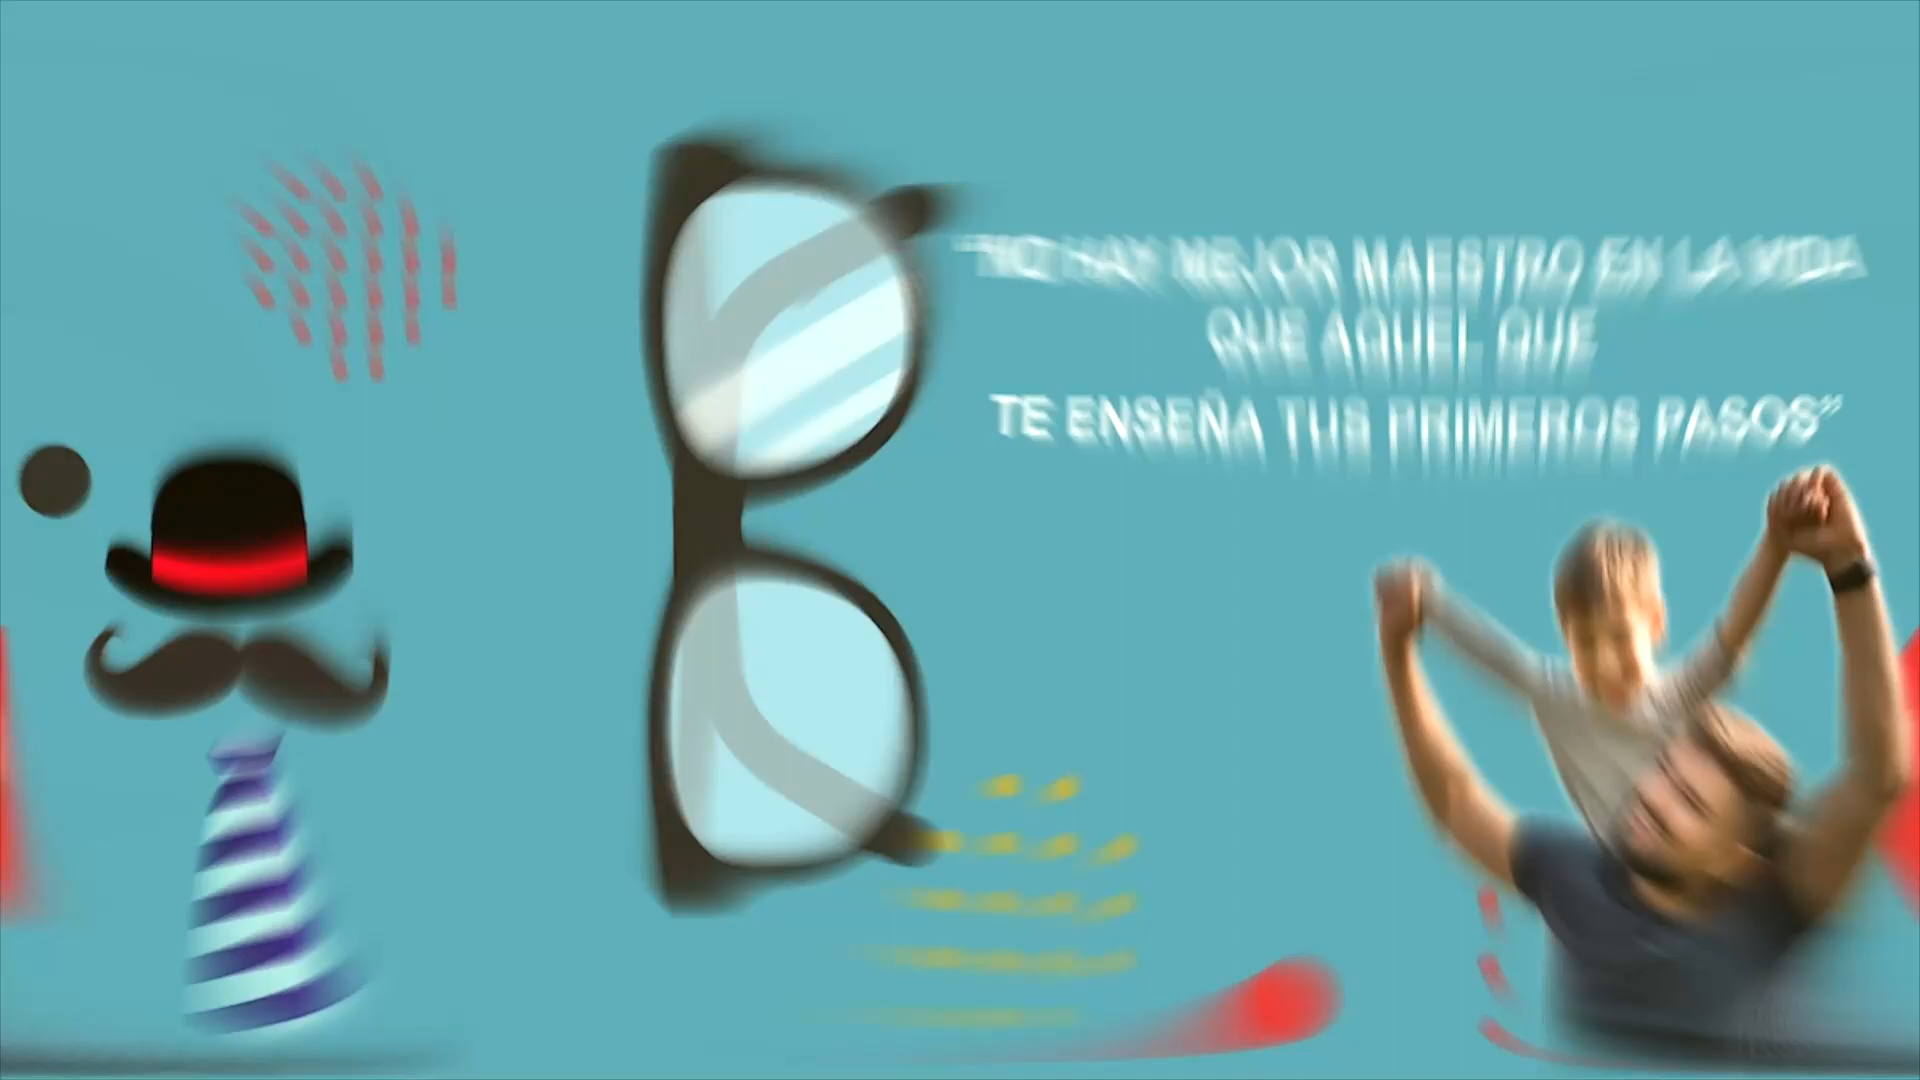 “NO HAY MEJOR MAESTRO EN LA VIDA
QUE AQUEL QUE
TE ENSEÑA TUS PRIMEROS PASOS”